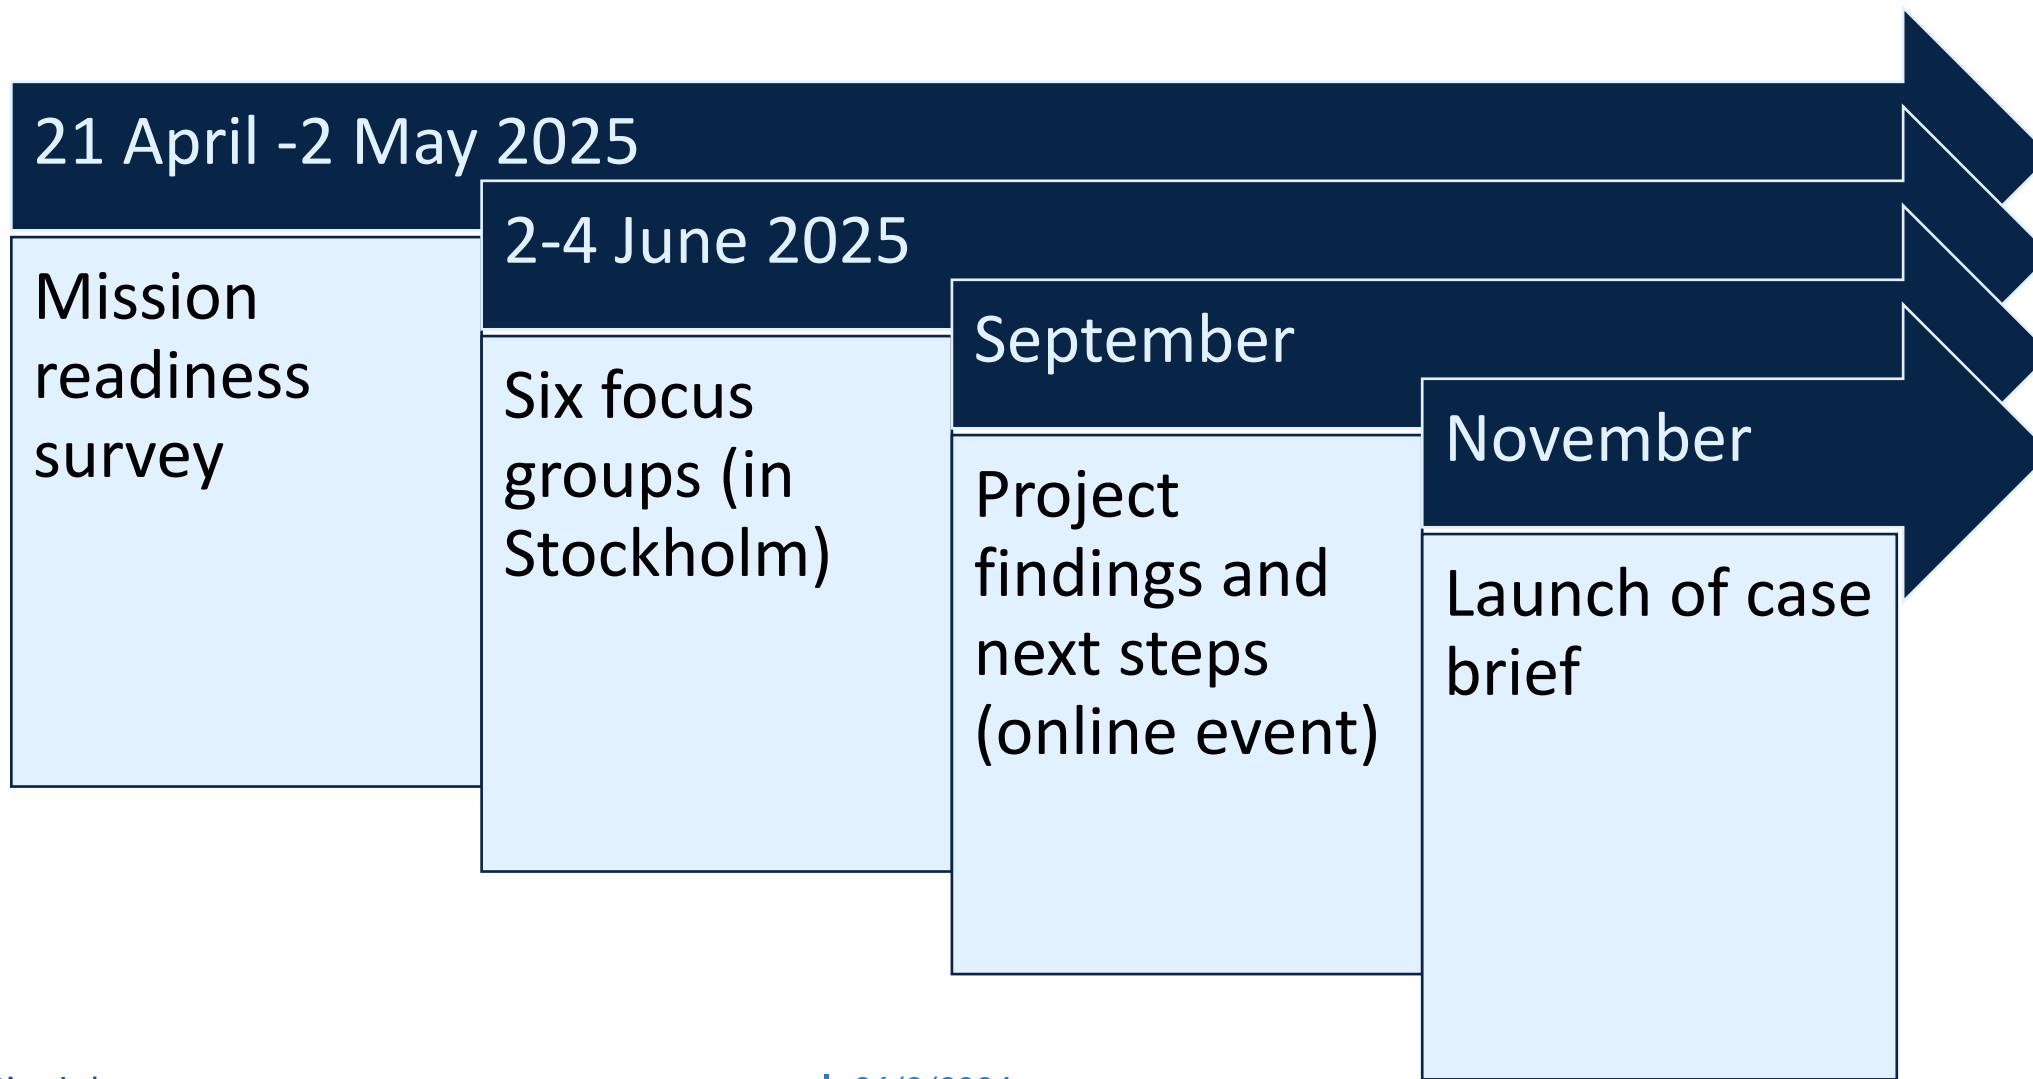 21 April -2 May 2025
Mission
readiness
survey
2-4 June 2025
Six focus
groups (in
Stockholm)
September
Project
findings and
next steps
(online event)
November
Launch of case
brief